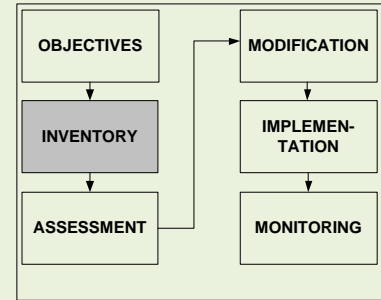 OBJECTIVES
INVENTORY
ASSESSMENT
MODIFICATION
IMPLEMEN-
TATION
MONITORING